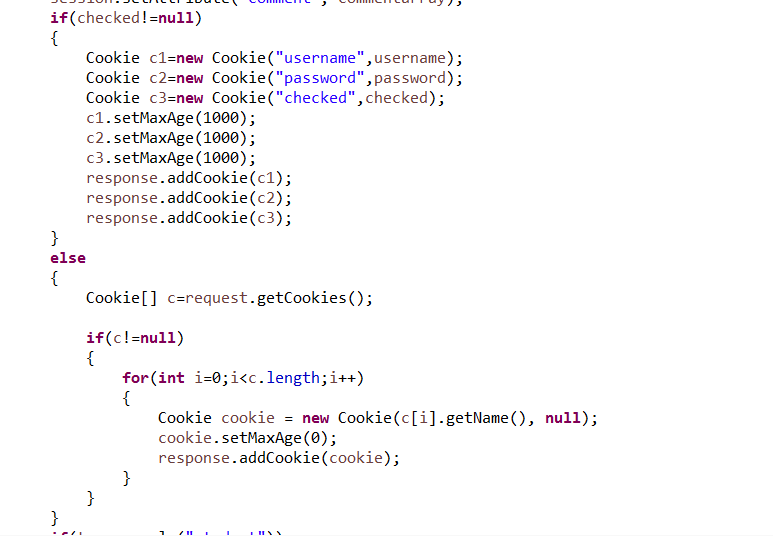 if(checked!=null)
{
Cookie c1=new Cookie("username",username);
Cookie c2=new Cookie("password",password);
Cookie c3=new Cookie("checked",checked);
c1.setMaxAge(1000);
c2.setMaxAge(1000);
c3.setMaxAge(1000);
response.addCookie(c1);
response.addCookie(c2);
response.addCookie(c3);
}
else
{
Cookie[] c=request.getCookies();
if(c!=null)
{
for(int i=0;i<c.length;i++)
{
Cookie cookie = new Cookie(c[i].getName(), null);
cookie.setMaxAge(0);
response.addCookie(cookie);
}
}
}